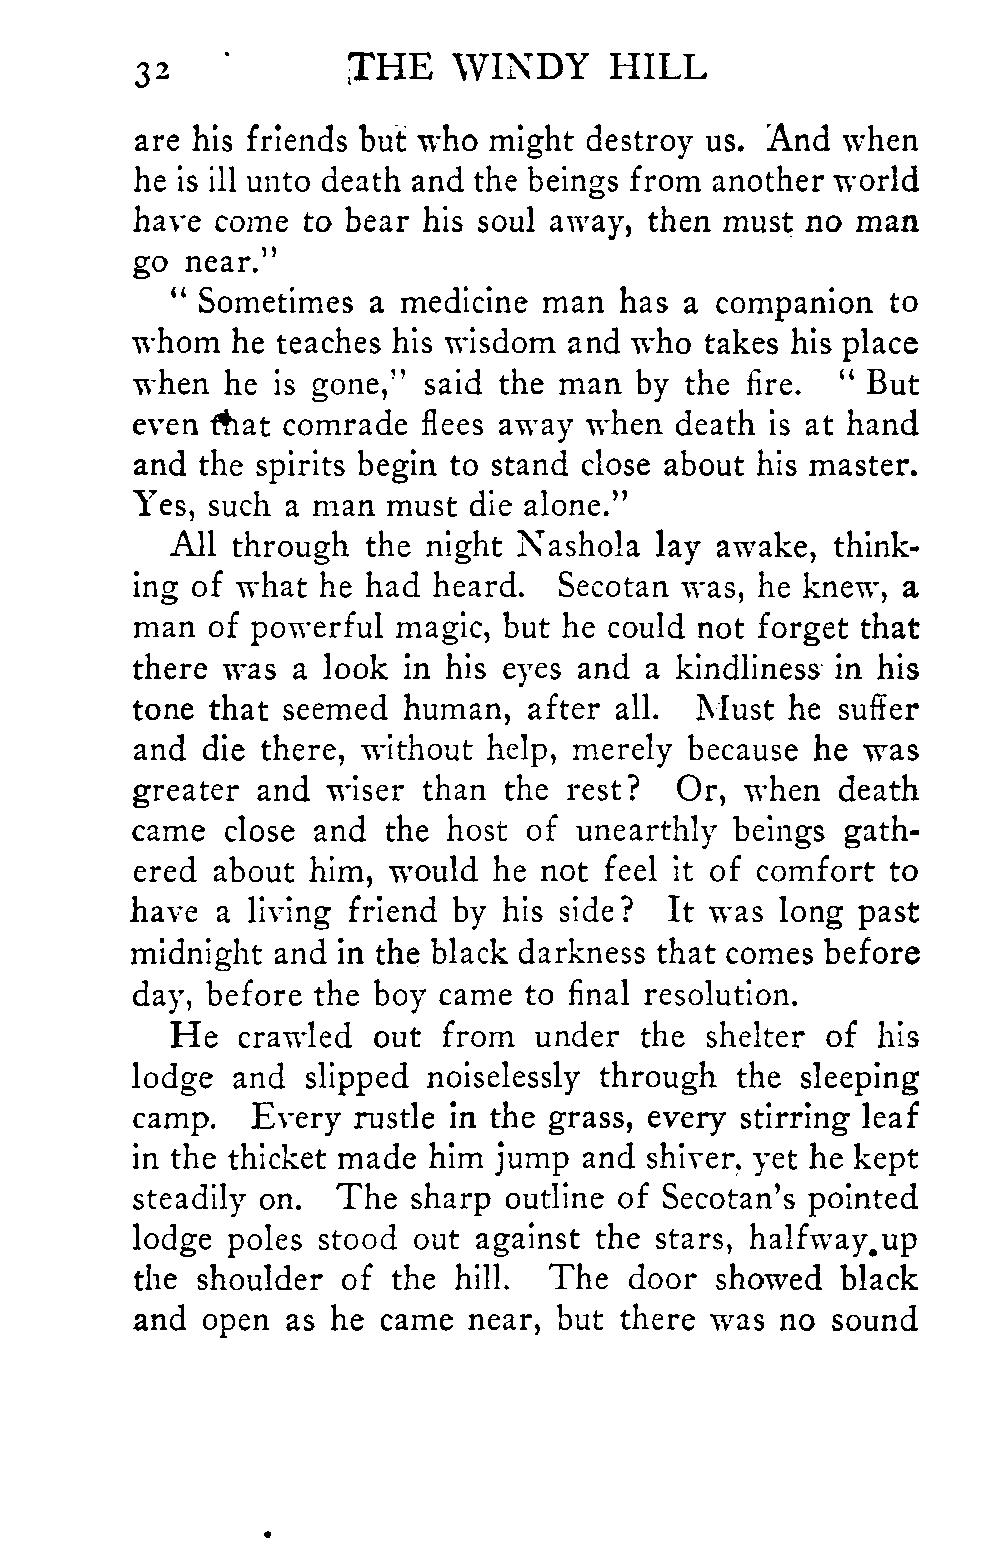 32 THE WINDY HILL
are his friends but who might destroy us. And when
he is ill unto death and the beings from another world
have come to bear his soul away, then must no man
go near."
" Sometimes a medicine man has a companion to
whom he teaches his wisdom and who takes his place
when he is gone," said the man by the fire. " But
even that comrade flees away when death is at hand
and the spirits begin to stand close about his master.
Yes, such a man must die alone."
All through the night Nashola lay awake, think-
ing of what he had heard. Secotan was, he knew, a
man of powerful magic, but he could not forget that
there was a look in his eyes and a kindliness in his
tone that seemed human, after all. Must he suffer
and die there, without help, merely because he was
greater and wiser than the rest? Or, when death
came close and the host of unearthly beings gath-
ered about him, would he not feel it of comfort to
have a living friend by his side? It was long past
midnight and in the black darkness that comes before
day, before the boy came to final resolution.
He crawled out from under the shelter of his
lodge and slipped noiselessly through the sleeping
camp. Every rustle in the grass, every stirring leaf
in the thicket made him jump and shiver, yet he kept
steadily on. The sharp outline of Secotan's pointed
lodge poles stood out against the stars, halfway up
the shoulder of the hill. The door showed black
and open as he came near, but there was no sound